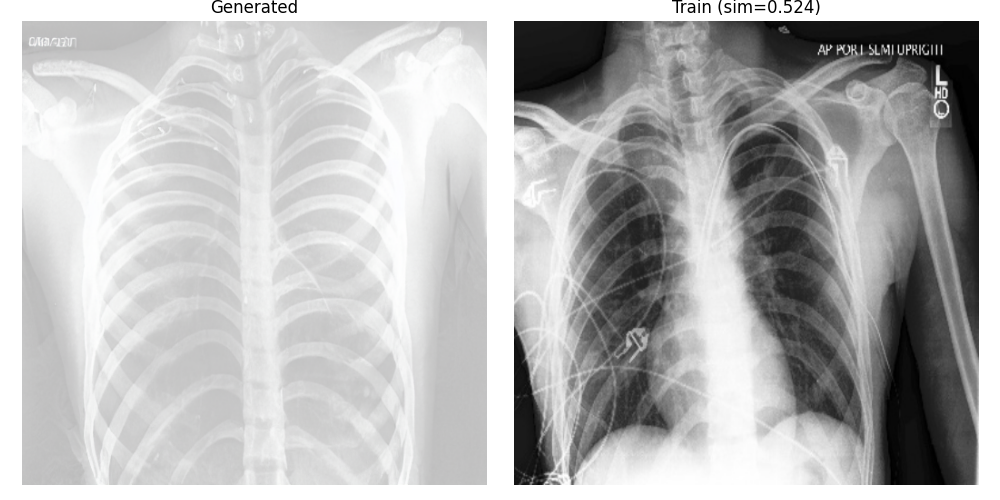 Generated
Train (sim=0.524)
AP PORT SEMI UPRIGHT
L
HD